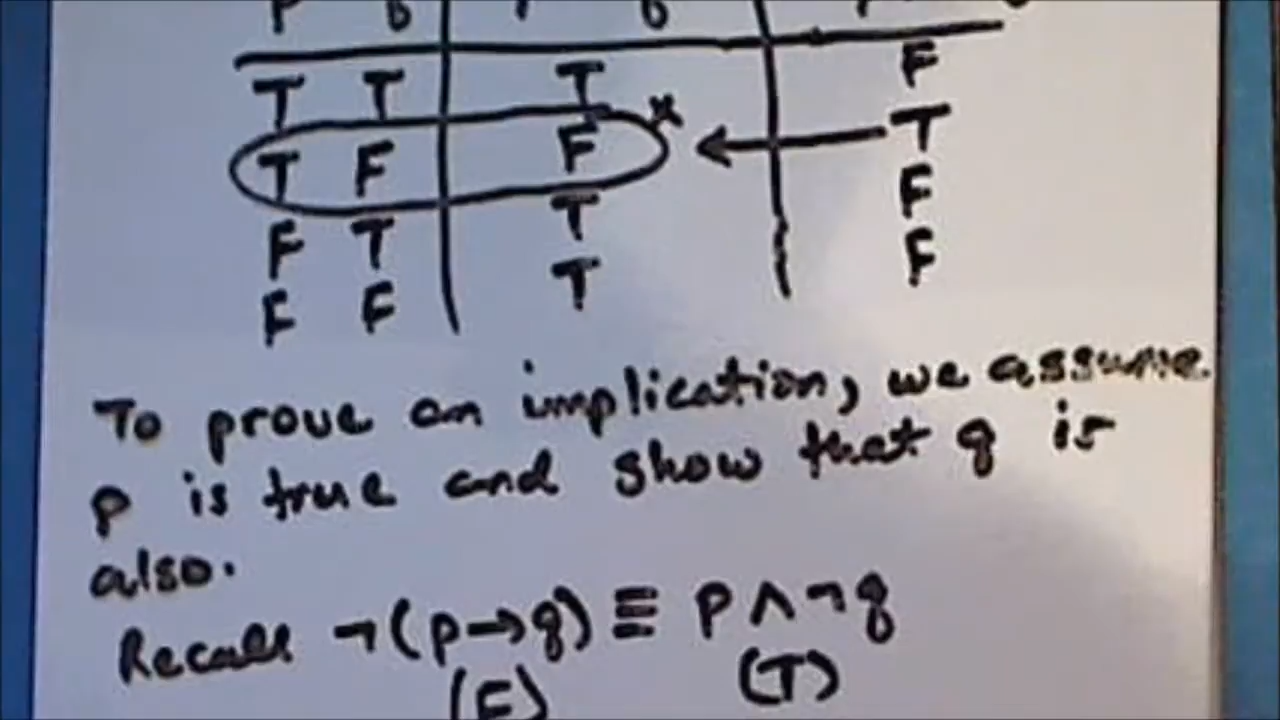 T T T F
T F F x ← T
F T T F
F F T F
To prove an implication, we assume
p is true and show that q is
also.
Recall ¬(p→q) ≡ p ∧ ¬q
(F) (T)